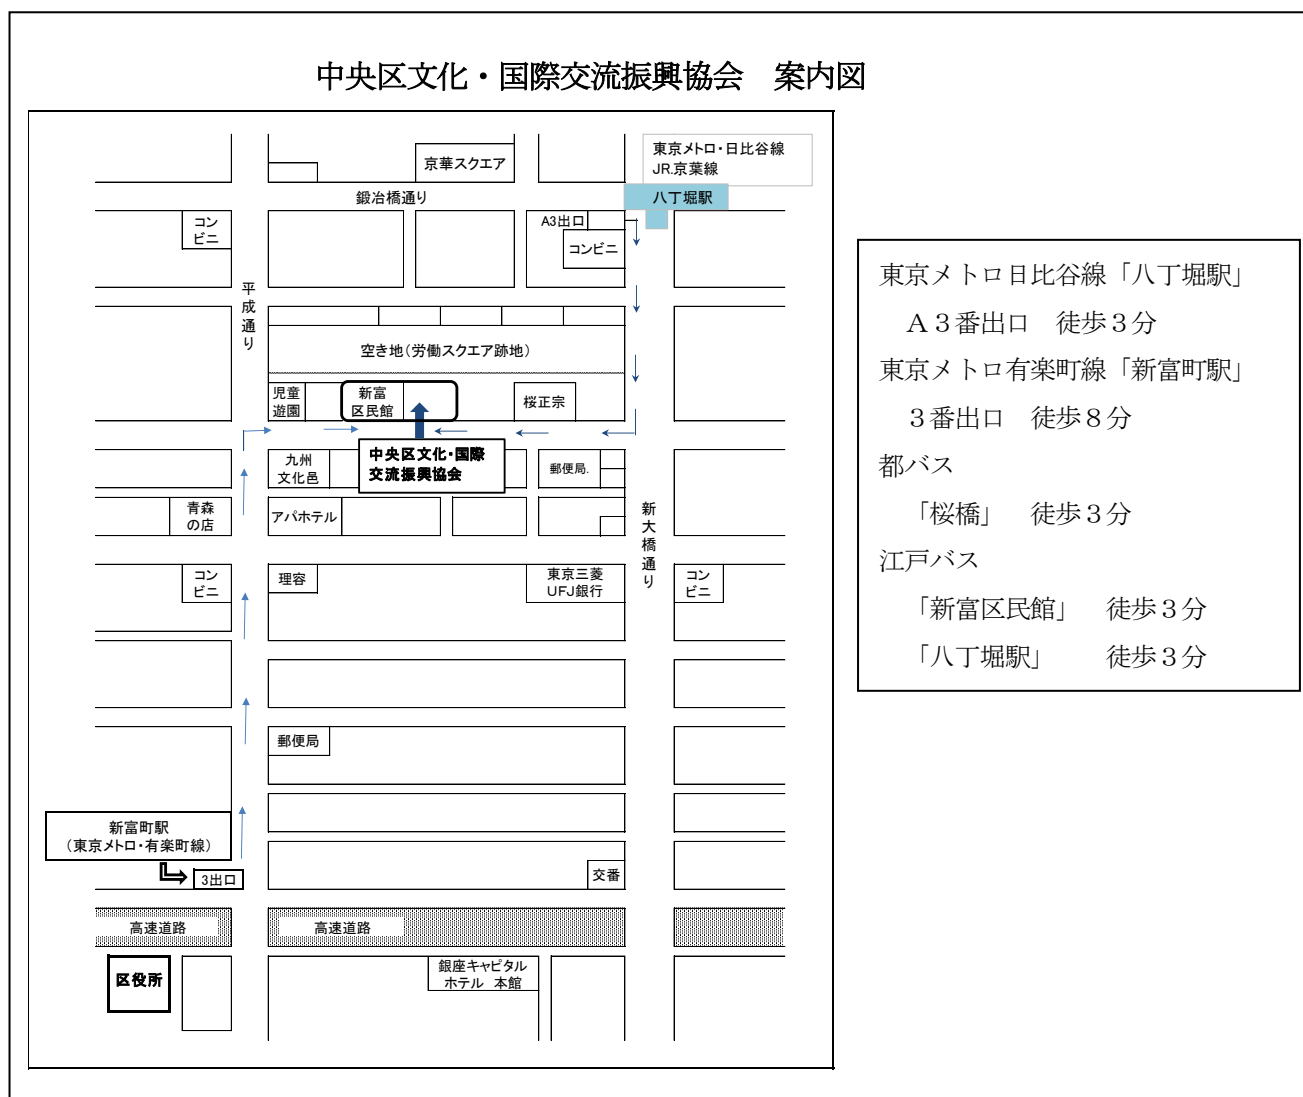 中央区文化・国際交流振興協会　案内図
京華スクエア
東京メトロ・日比谷線
JR.京葉線
八丁堀駅
鍛冶橋通り
コン
ビニ
A3出口
コンビニ
平成通り
空き地(労働スクエア跡地)
児童
遊園
新富
区民館
桜正宗
九州
文化邑
中央区文化・国際
交流振興協会
郵便局.
青森
の店
アパホテル
新大橋通り
コン
ビニ
理容
東京三菱
UFJ銀行
コン
ビニ
郵便局
新富町駅
(東京メトロ・有楽町線)
3出口
交番
高速道路
高速道路
区役所
銀座キャピタル
ホテル 本館
東京メトロ日比谷線「八丁堀駅」
Ａ３番出口　徒歩３分
東京メトロ有楽町線「新富町駅」
３番出口　徒歩８分
都バス
「桜橋」　徒歩３分
江戸バス
「新富区民館」　徒歩３分
「八丁堀駅」　　徒歩３分